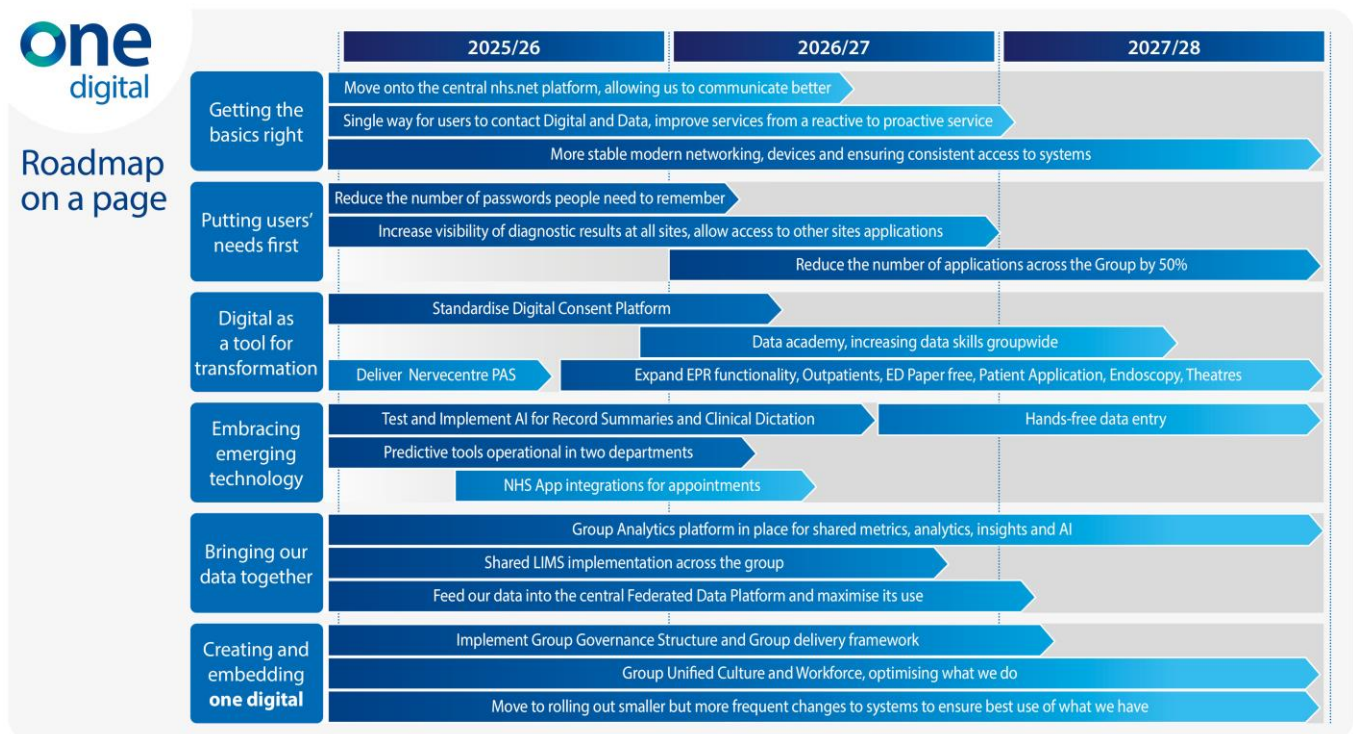 one
digital
Roadmap
on a page
2025/26
2026/27
2027/28
Getting the
basics right
Move onto the central nhs.net platform, allowing us to communicate better
Single way for users to contact Digital and Data, improve services from a reactive to proactive service
More stable modern networking, devices and ensuring consistent access to systems
Putting users'
needs first
Reduce the number of passwords people need to remember
Increase visibility of diagnostic results at all sites, allow access to other sites applications
Reduce the number of applications across the Group by 50%
Digital as
a tool for
transformation
Standardise Digital Consent Platform
Data academy, increasing data skills groupwide
Deliver Nervecentre PAS
Expand EPR functionality, Outpatients, ED Paper free, Patient Application, Endoscopy, Theatres
Embracing
emerging
technology
Test and Implement AI for Record Summaries and Clinical Dictation
Hands-free data entry
Predictive tools operational in two departments
NHS App integrations for appointments
Bringing our
data together
Group Analytics platform in place for shared metrics, analytics, insights and AI
Shared LIMS implementation across the group
Feed our data into the central Federated Data Platform and maximise its use
Creating and
embedding
one digital
Implement Group Governance Structure and Group delivery framework
Group Unified Culture and Workforce, optimising what we do
Move to rolling out smaller but more frequent changes to systems to ensure best use of what we have